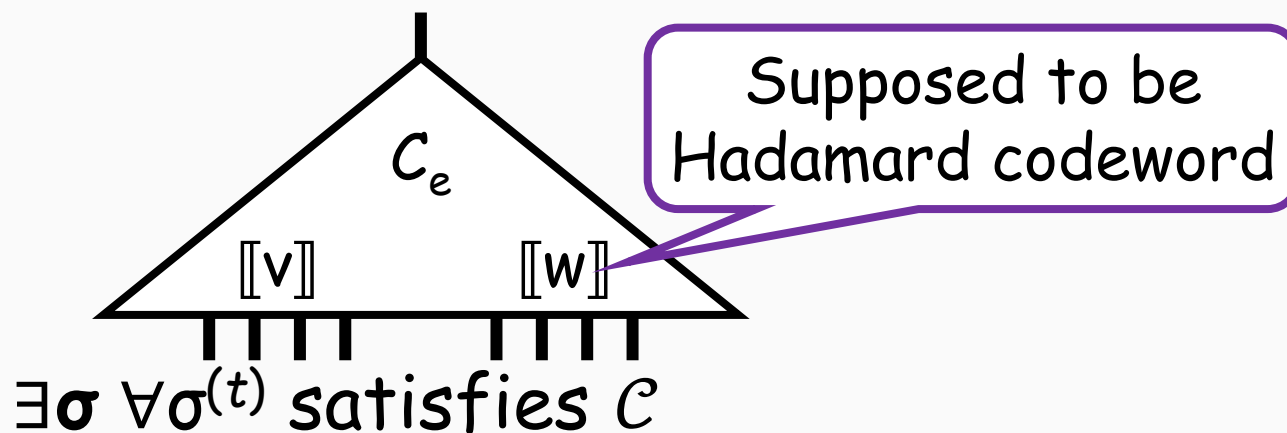 Supposed to be
Hadamard codeword
Cₑ
⟦v⟧ ⟦w⟧
∃σ ∀σ⁽ᵗ⁾ satisfies 𝒞